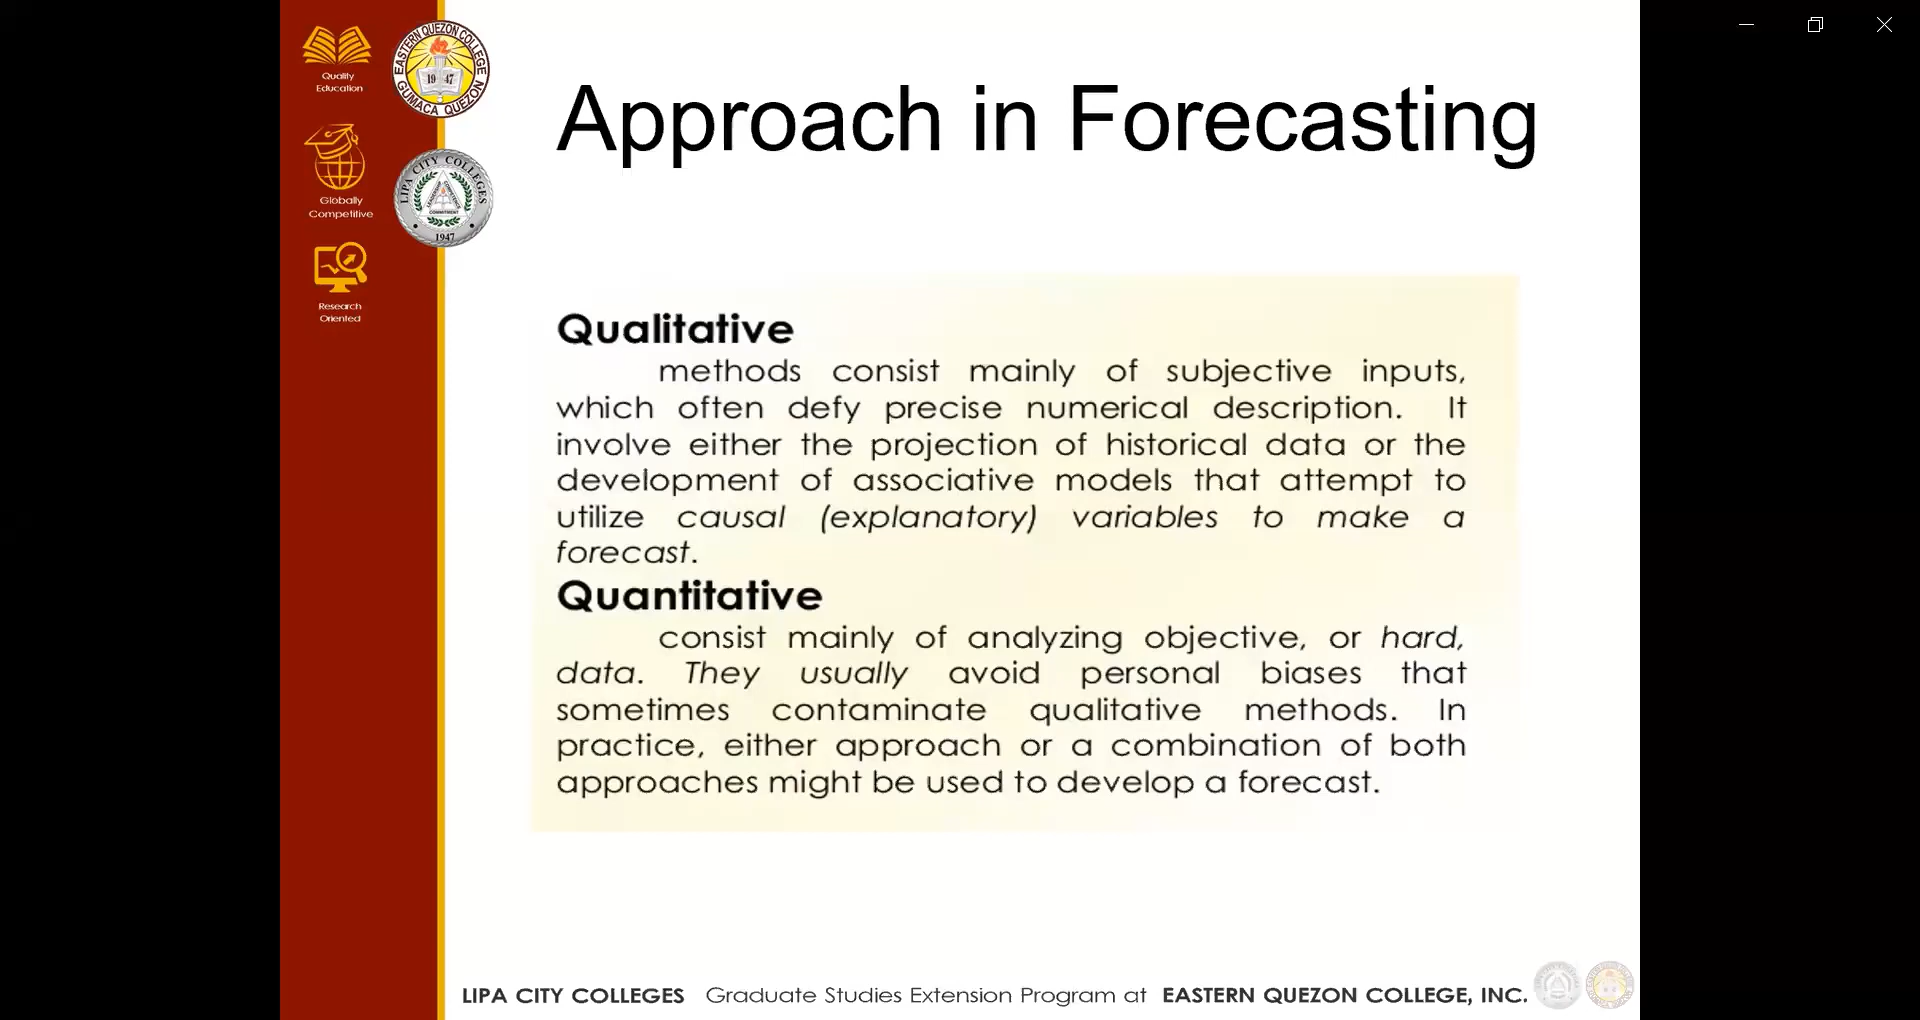 Quality
Education
EASTERN QUEZON COLLEGE
19 47
GUMACA QUEZON
Globally
Competitive
LIPA CITY COLLEGES
COMMITMENT
1947
Research
Oriented
Approach in Forecasting
Qualitative
methods consist mainly of subjective inputs,
which often defy precise numerical description. It
involve either the projection of historical data or the
development of associative models that attempt to
utilize causal (explanatory) variables to make a
forecast.
Quantitative
consist mainly of analyzing objective, or hard,
data. They usually avoid personal biases that
sometimes contaminate qualitative methods. In
practice, either approach or a combination of both
approaches might be used to develop a forecast.
LIPA CITY COLLEGES Graduate Studies Extension Program at EASTERN QUEZON COLLEGE, INC.